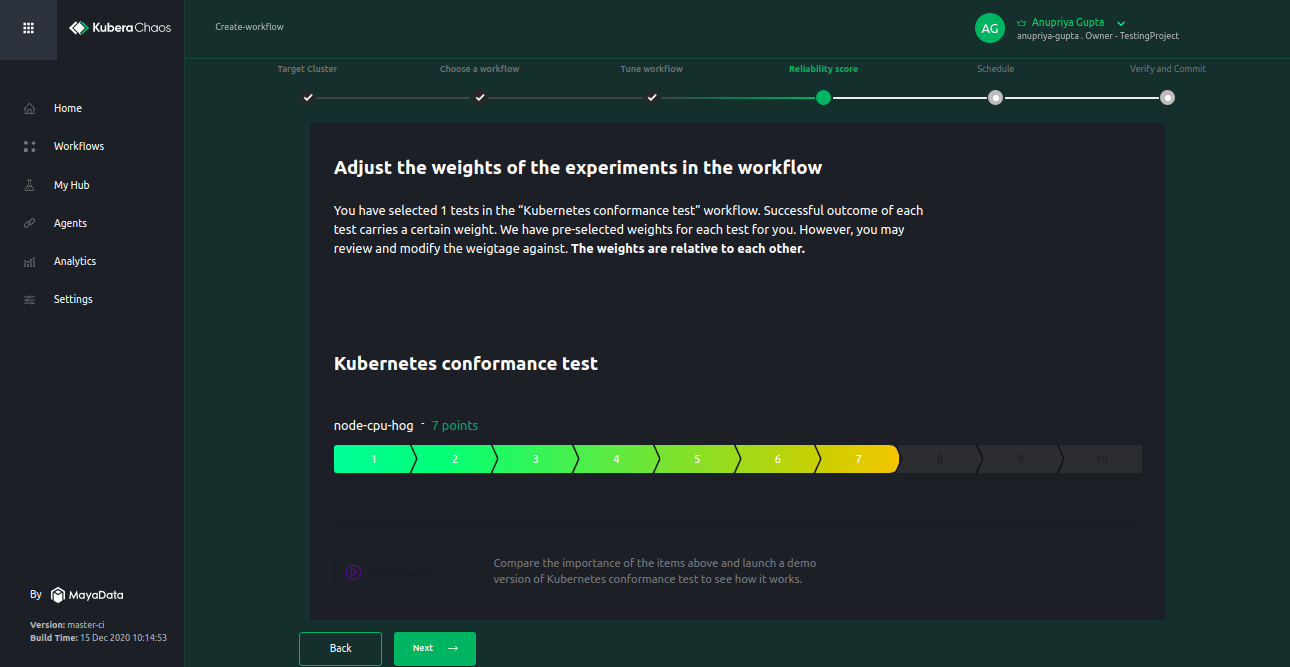 Kubera Chaos
Create-workflow
AG
Anupriya Gupta
anupriya-gupta . Owner - TestingProject
Target Cluster
Choose a workflow
Tune workflow
Reliability score
Schedule
Verify and Commit
Home
Workflows
My Hub
Agents
Analytics
Settings
Adjust the weights of the experiments in the workflow
You have selected 1 tests in the “Kubernetes conformance test” workflow. Successful outcome of each
test carries a certain weight. We have pre-selected weights for each test for you. However, you may
review and modify the weigtage against. The weights are relative to each other.
Kubernetes conformance test
node-cpu-hog - 7 points
1 2 3 4 5 6 7 8 9 10
Demo Launch
Compare the importance of the items above and launch a demo
version of Kubernetes conformance test to see how it works.
By MayaData
Version: master-ci
Build Time: 15 Dec 2020 10:14:53
Back
Next